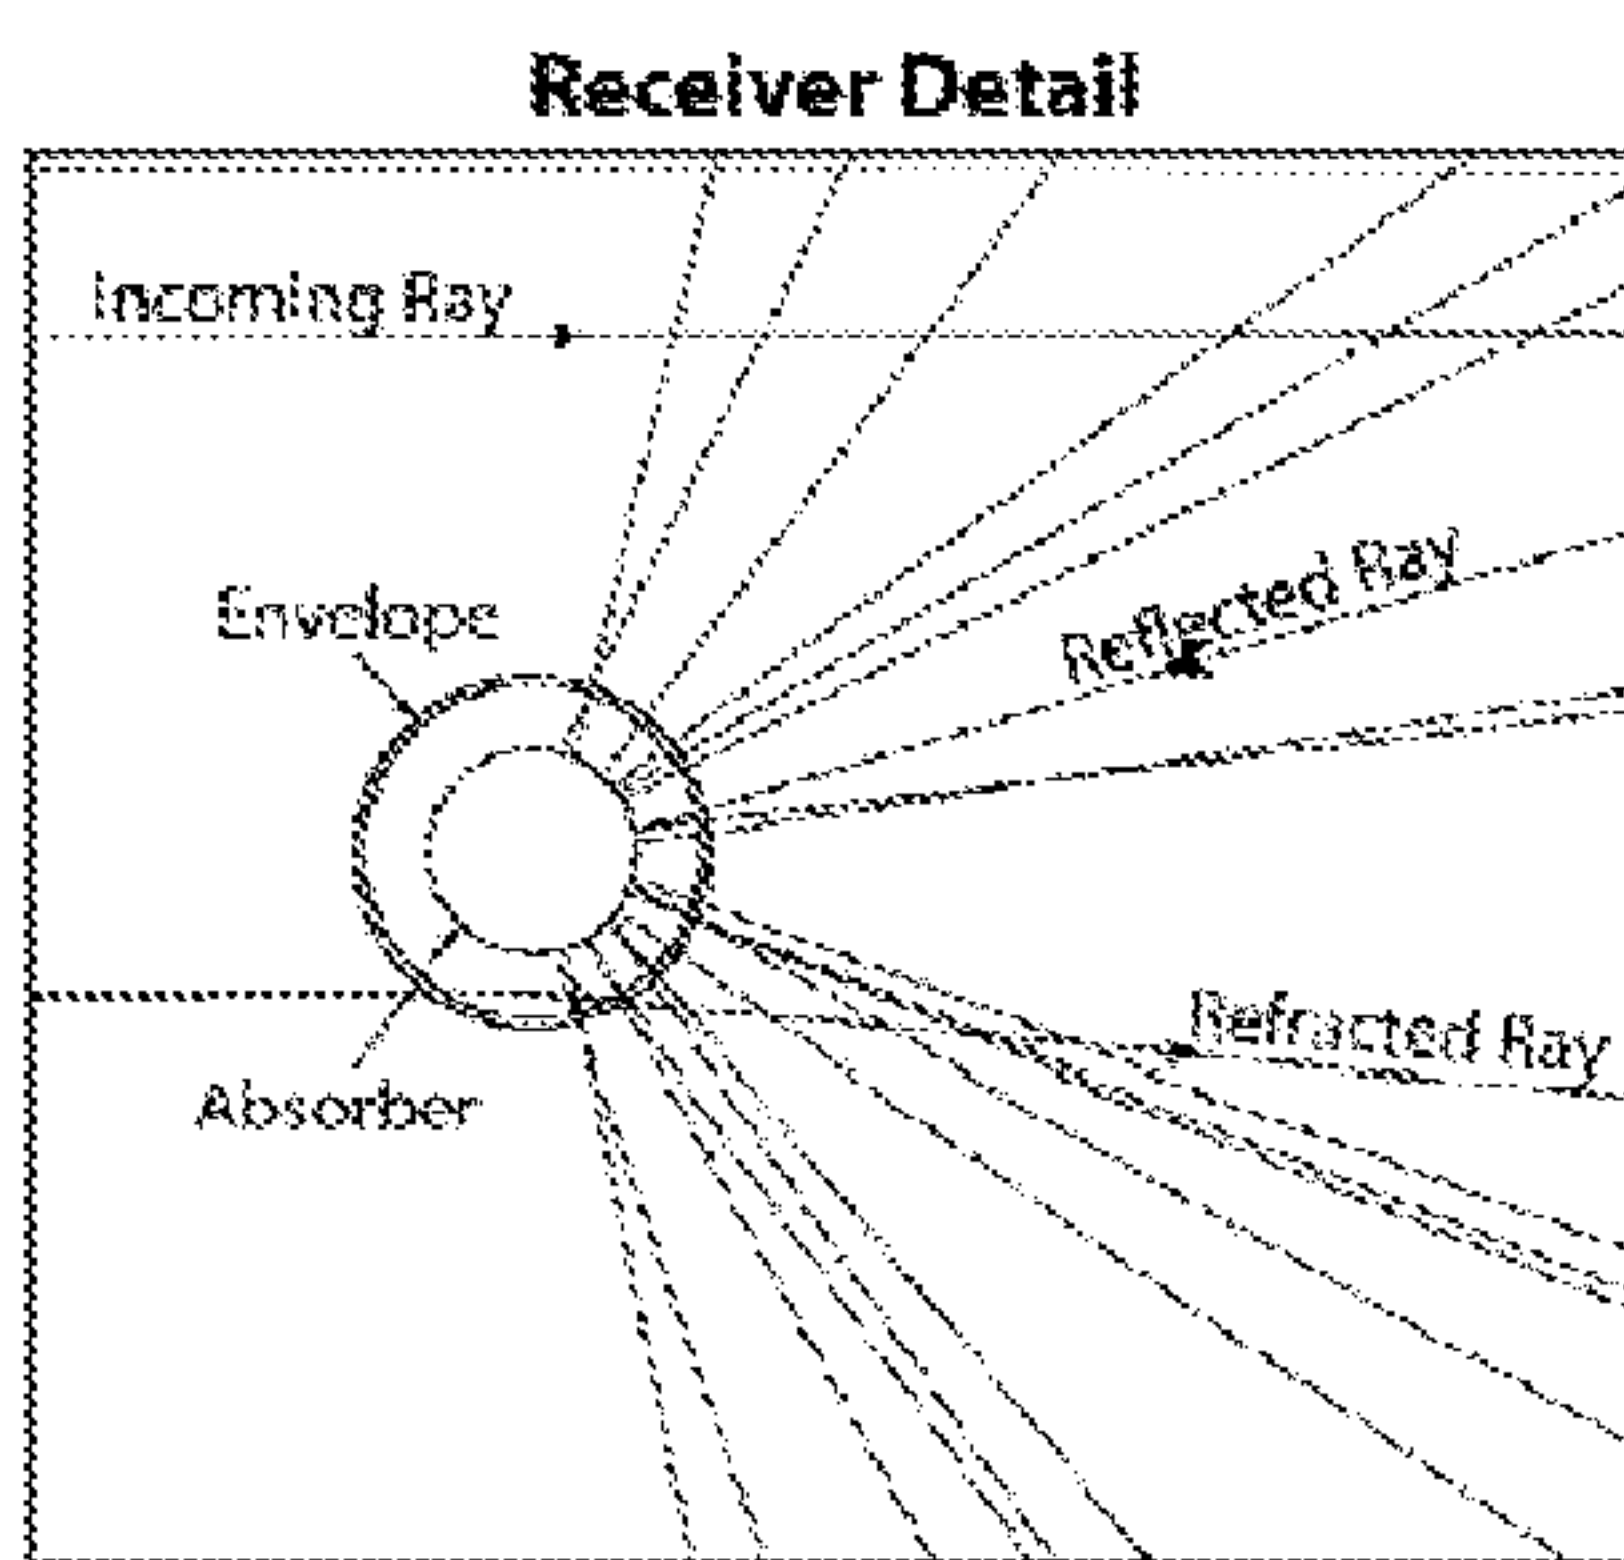 Receiver Detail
Incoming Ray
Reflected Ray
Envelope
Refracted Ray
Absorber